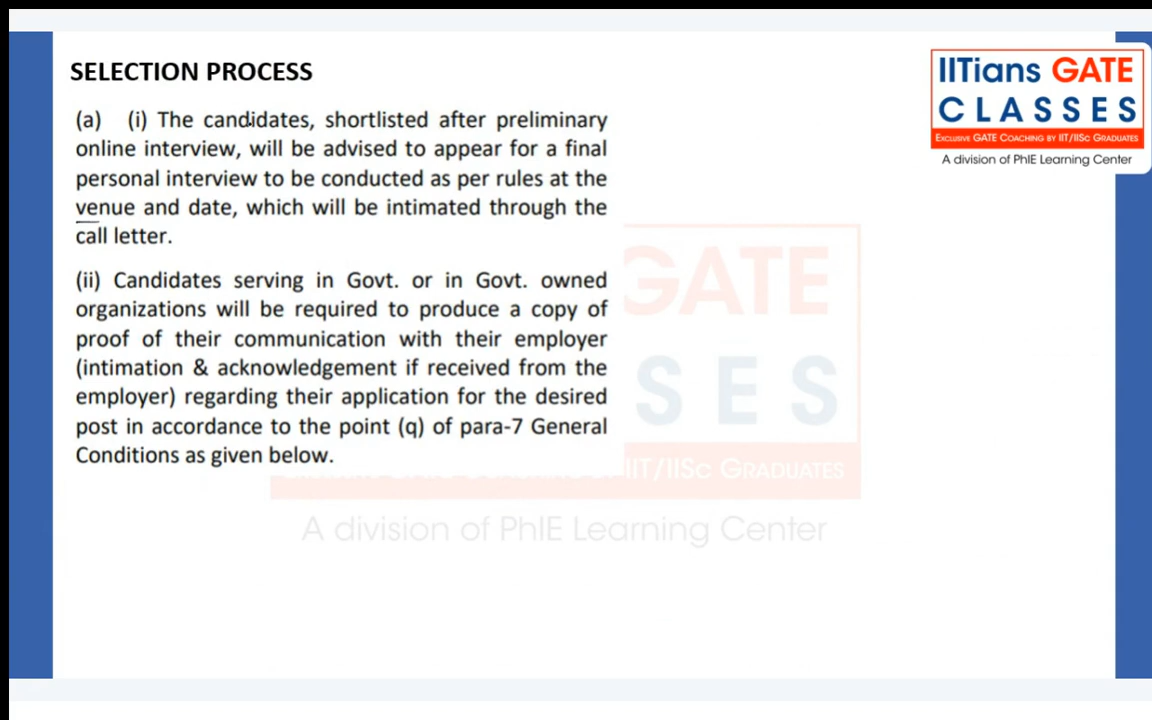 SELECTION PROCESS
IITians GATE
CLASSES
EXCLUSIVE GATE COACHING BY IIT/IISc GRADUATES
A division of PhIE Learning Center
(a) (i) The candidates, shortlisted after preliminary
online interview, will be advised to appear for a final
personal interview to be conducted as per rules at the
venue and date, which will be intimated through the
call letter.
(ii) Candidates serving in Govt. or in Govt. owned
organizations will be required to produce a copy of
proof of their communication with their employer
(intimation & acknowledgement if received from the
employer) regarding their application for the desired
post in accordance to the point (q) of para-7 General
Conditions as given below.
GATE
SES
IIT/IISc GRADUATES
A division of PhIE Learning Center